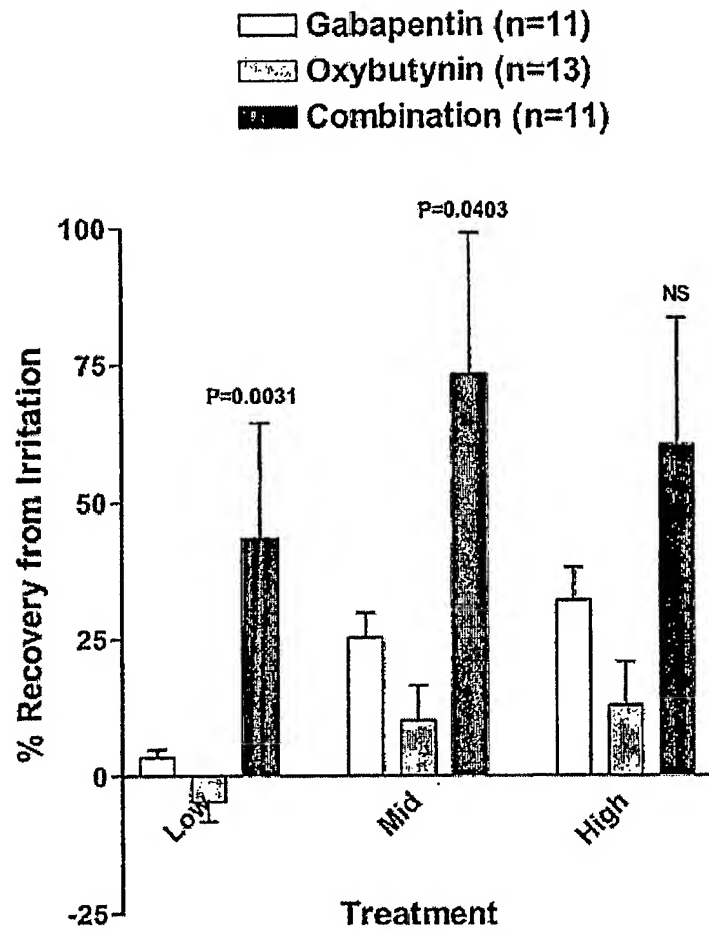 Gabapentin (n=11)
Oxybutynin (n=13)
Combination (n=11)
P=0.0403
100
NS
75
P=0.0031
50
25
0
-25
% Recovery from Irritation
Low
Mid
High
Treatment